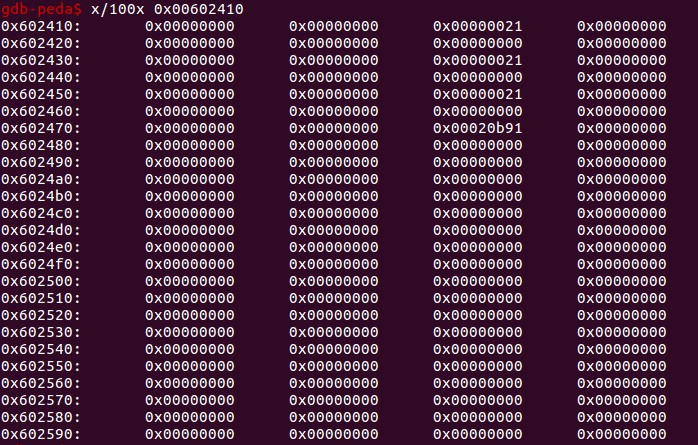 gdb-peda$ x/100x 0x00602410
0x602410: 0x00000000 0x00000000 0x00000021 0x00000000
0x602420: 0x00000000 0x00000000 0x00000000 0x00000000
0x602430: 0x00000000 0x00000000 0x00000021 0x00000000
0x602440: 0x00000000 0x00000000 0x00000000 0x00000000
0x602450: 0x00000000 0x00000000 0x00000021 0x00000000
0x602460: 0x00000000 0x00000000 0x00000000 0x00000000
0x602470: 0x00000000 0x00000000 0x00020b91 0x00000000
0x602480: 0x00000000 0x00000000 0x00000000 0x00000000
0x602490: 0x00000000 0x00000000 0x00000000 0x00000000
0x6024a0: 0x00000000 0x00000000 0x00000000 0x00000000
0x6024b0: 0x00000000 0x00000000 0x00000000 0x00000000
0x6024c0: 0x00000000 0x00000000 0x00000000 0x00000000
0x6024d0: 0x00000000 0x00000000 0x00000000 0x00000000
0x6024e0: 0x00000000 0x00000000 0x00000000 0x00000000
0x6024f0: 0x00000000 0x00000000 0x00000000 0x00000000
0x602500: 0x00000000 0x00000000 0x00000000 0x00000000
0x602510: 0x00000000 0x00000000 0x00000000 0x00000000
0x602520: 0x00000000 0x00000000 0x00000000 0x00000000
0x602530: 0x00000000 0x00000000 0x00000000 0x00000000
0x602540: 0x00000000 0x00000000 0x00000000 0x00000000
0x602550: 0x00000000 0x00000000 0x00000000 0x00000000
0x602560: 0x00000000 0x00000000 0x00000000 0x00000000
0x602570: 0x00000000 0x00000000 0x00000000 0x00000000
0x602580: 0x00000000 0x00000000 0x00000000 0x00000000
0x602590: 0x00000000 0x00000000 0x00000000 0x00000000